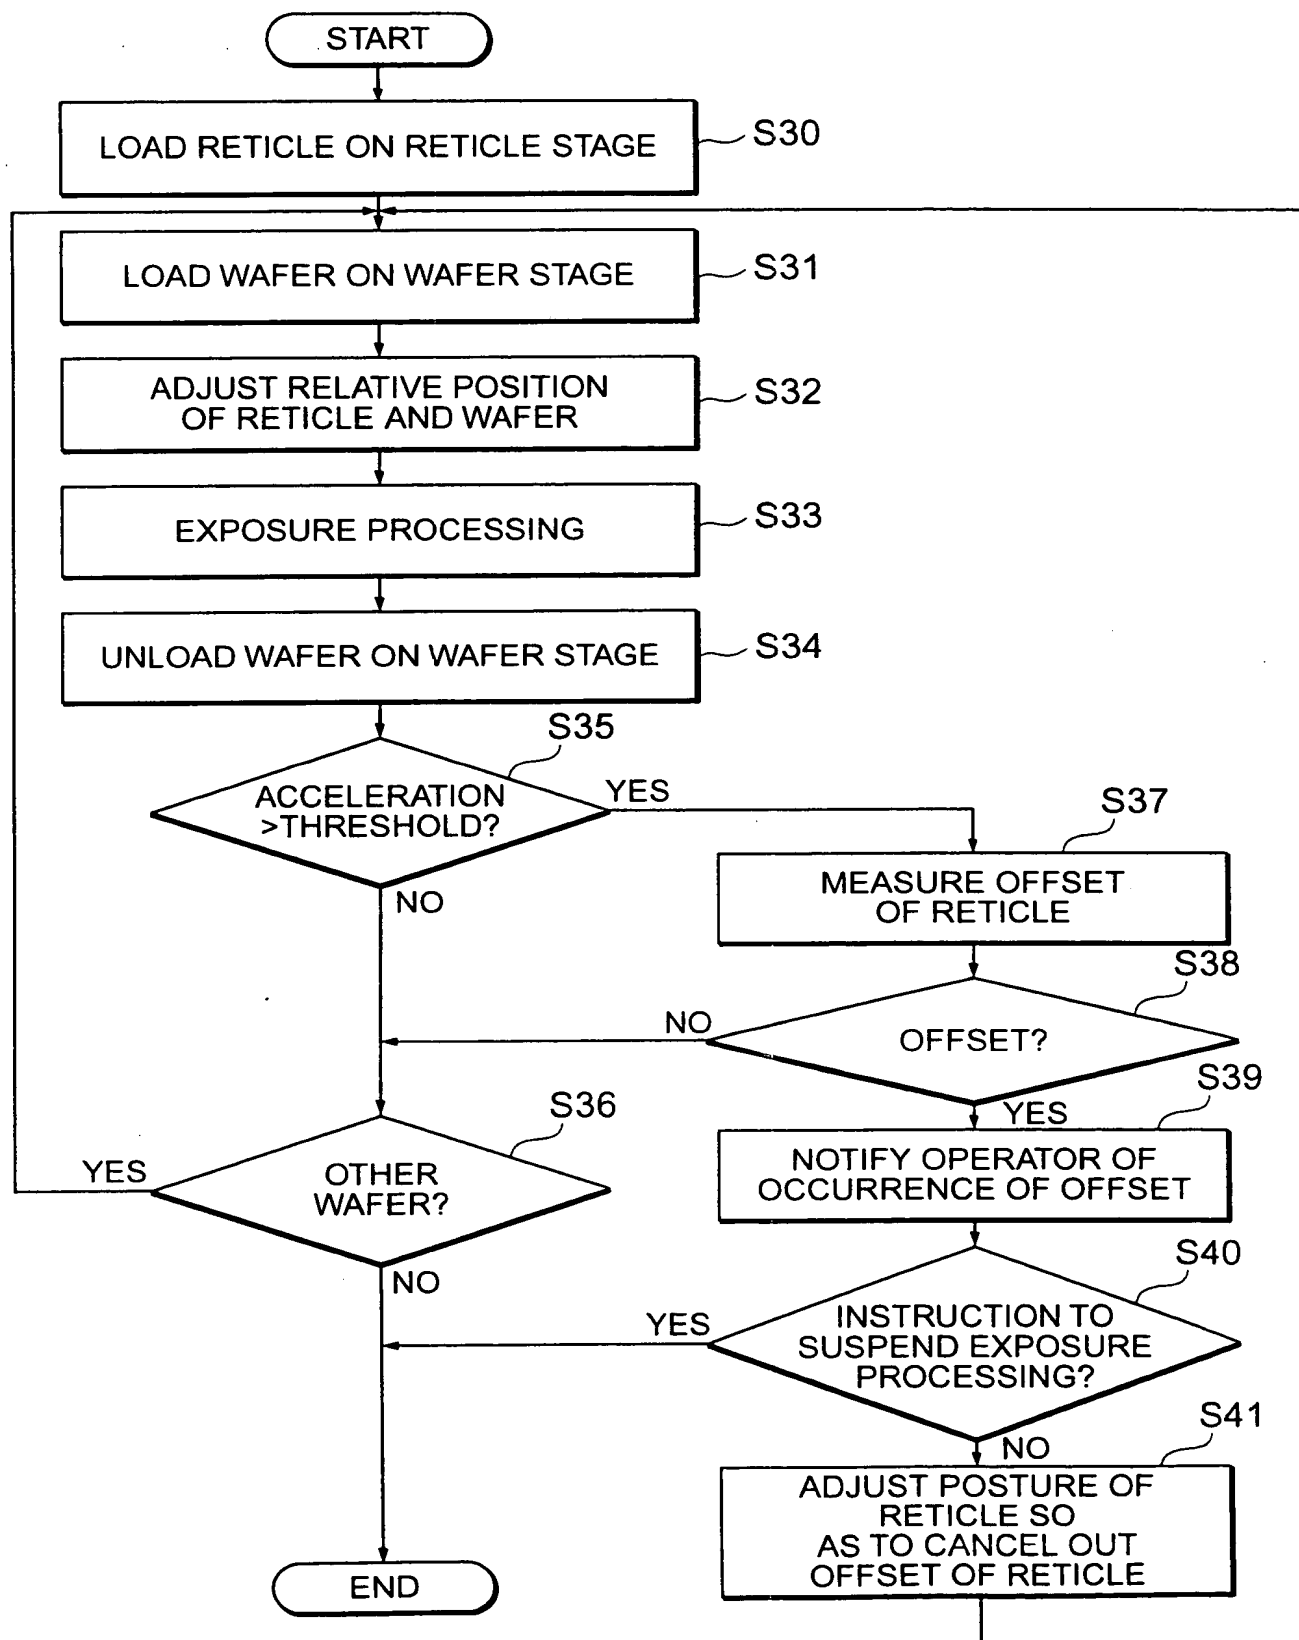 START
LOAD RETICLE ON RETICLE STAGE
S30
LOAD WAFER ON WAFER STAGE
S31
ADJUST RELATIVE POSITION
OF RETICLE AND WAFER
S32
EXPOSURE PROCESSING
S33
UNLOAD WAFER ON WAFER STAGE
S34
S35
ACCELERATION
>THRESHOLD?
YES
NO
S37
MEASURE OFFSET
OF RETICLE
S38
OFFSET?
NO
YES
S39
NOTIFY OPERATOR OF
OCCURRENCE OF OFFSET
S36
OTHER
WAFER?
YES
NO
S40
INSTRUCTION TO
SUSPEND EXPOSURE
PROCESSING?
YES
NO
S41
ADJUST POSTURE OF
RETICLE SO
AS TO CANCEL OUT
OFFSET OF RETICLE
END